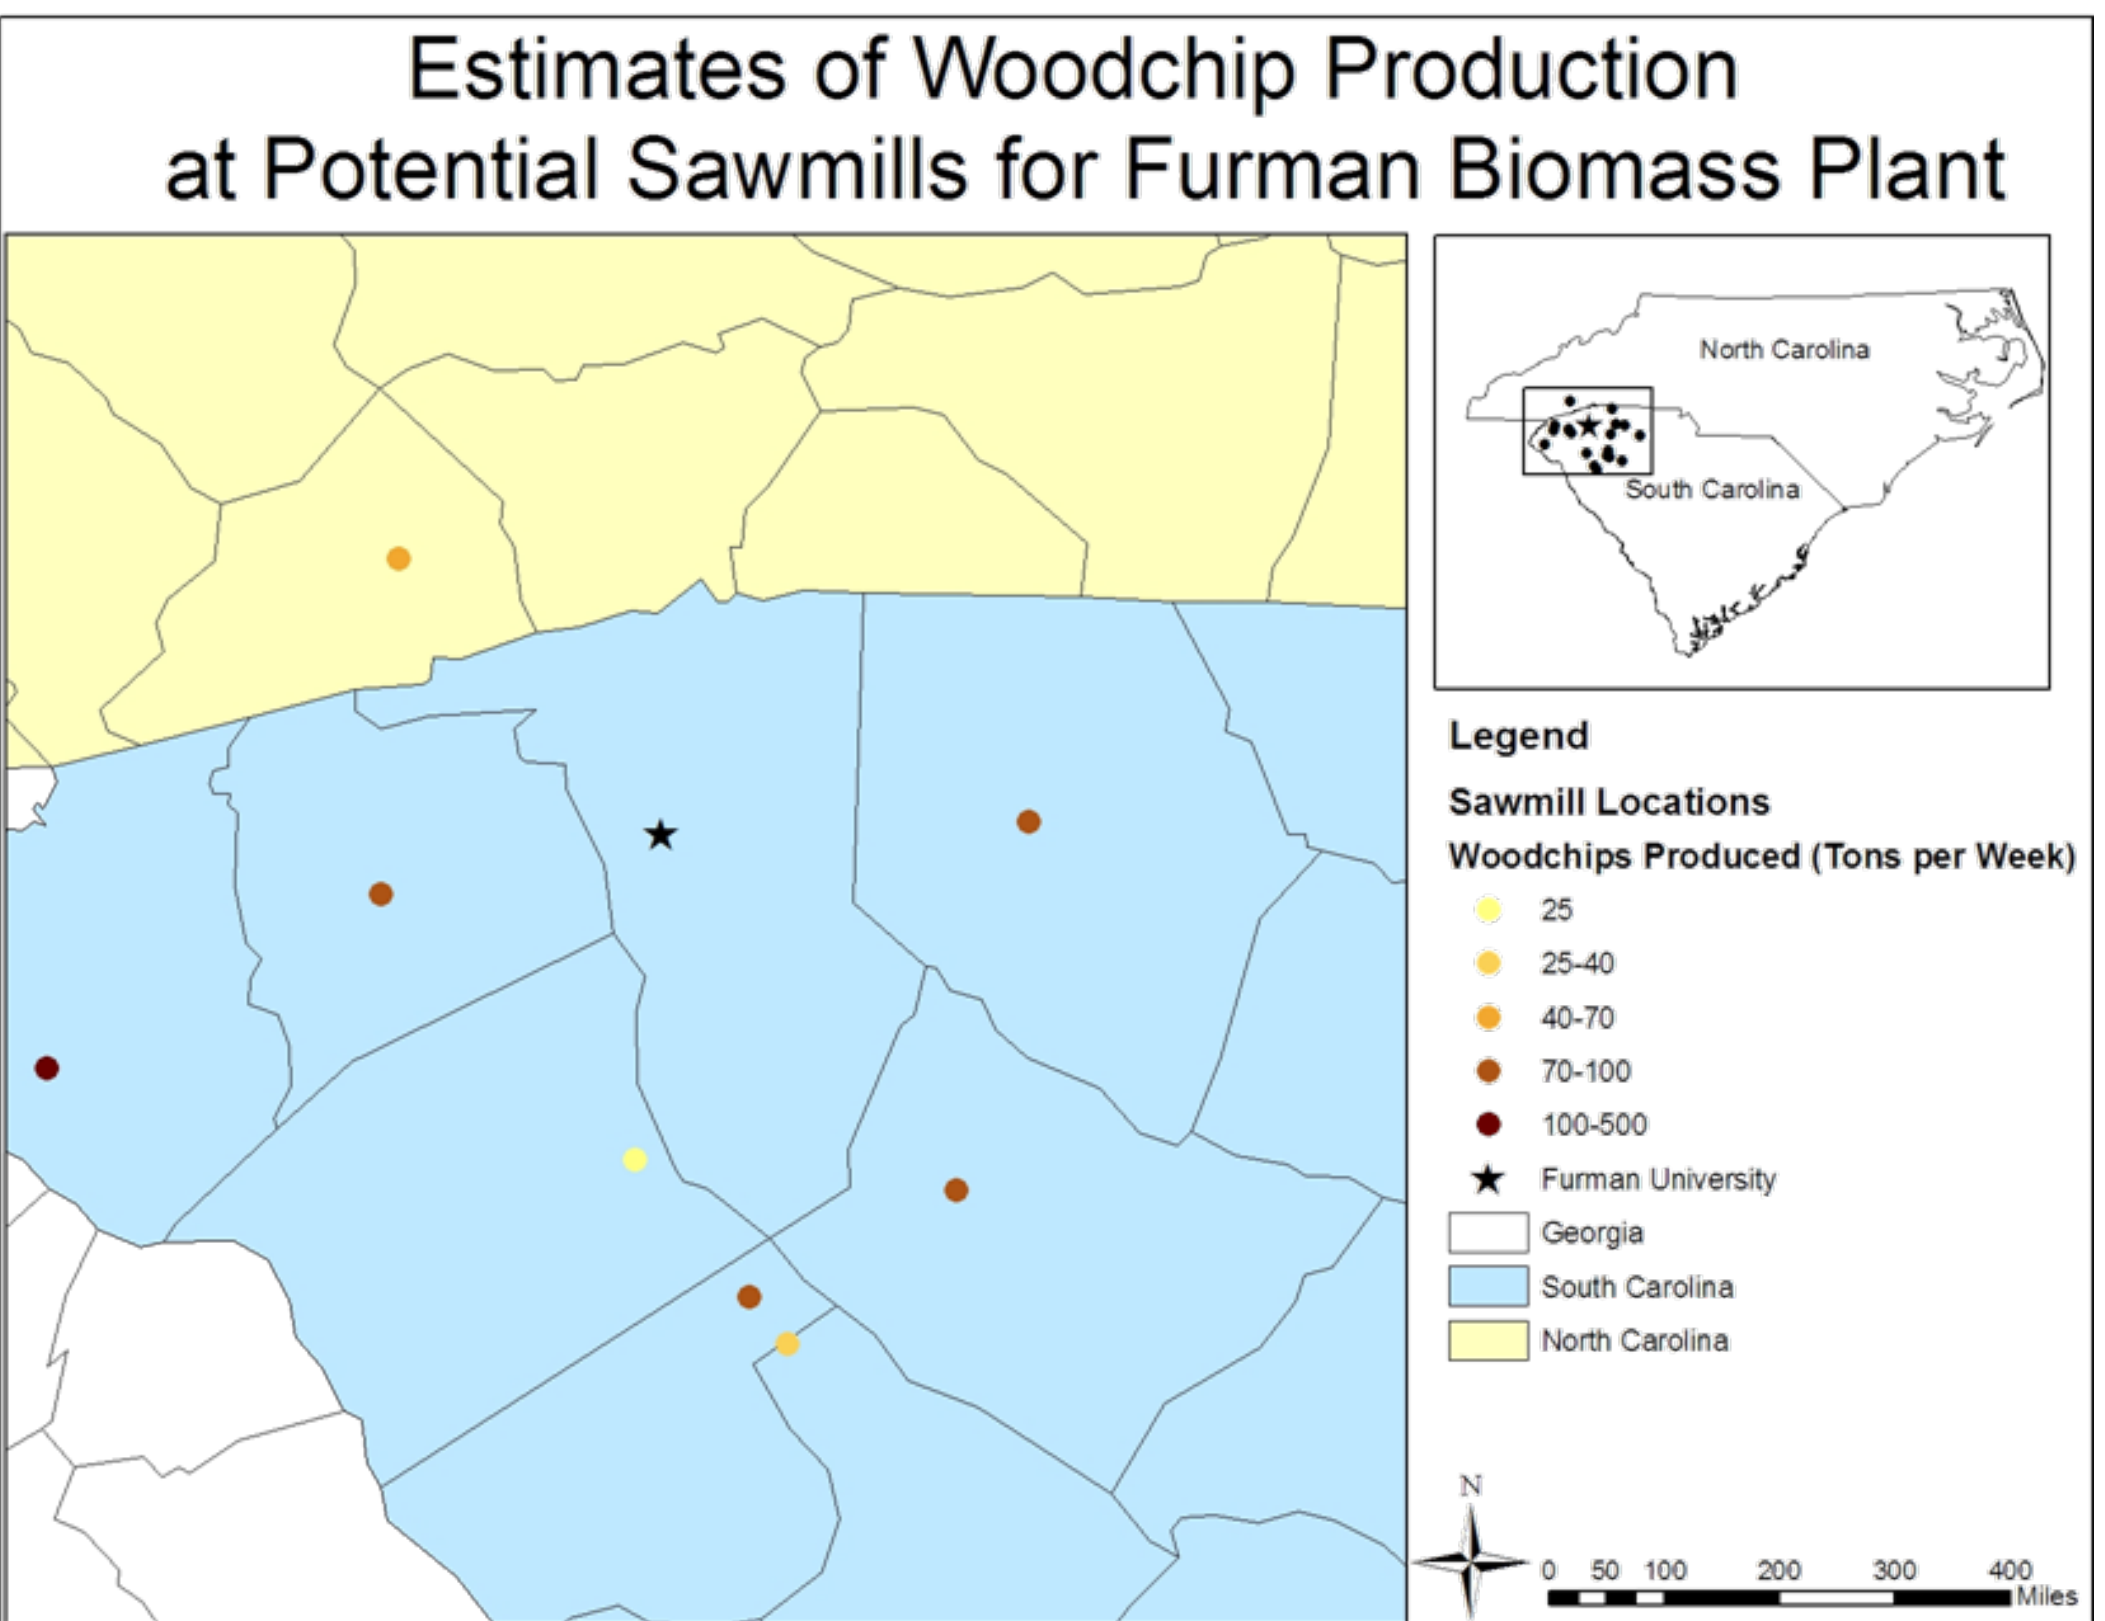 Estimates of Woodchip Production
at Potential Sawmills for Furman Biomass Plant
North Carolina
South Carolina
Legend
Sawmill Locations
Woodchips Produced (Tons per Week)
25
25-40
40-70
70-100
100-500
Furman University
Georgia
South Carolina
North Carolina
N
0 50 100 200 300 400
Miles